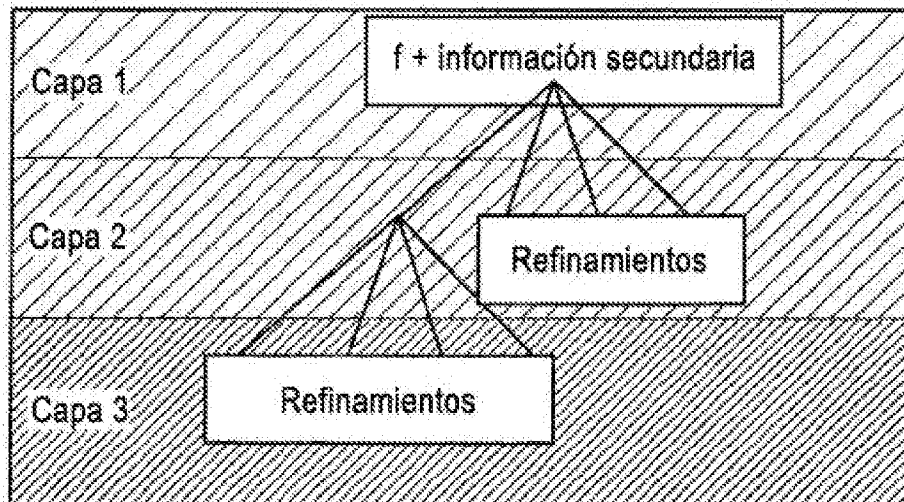 f + información secundaria
Capa 1
Capa 2
Refinamientos
Refinamientos
Capa 3